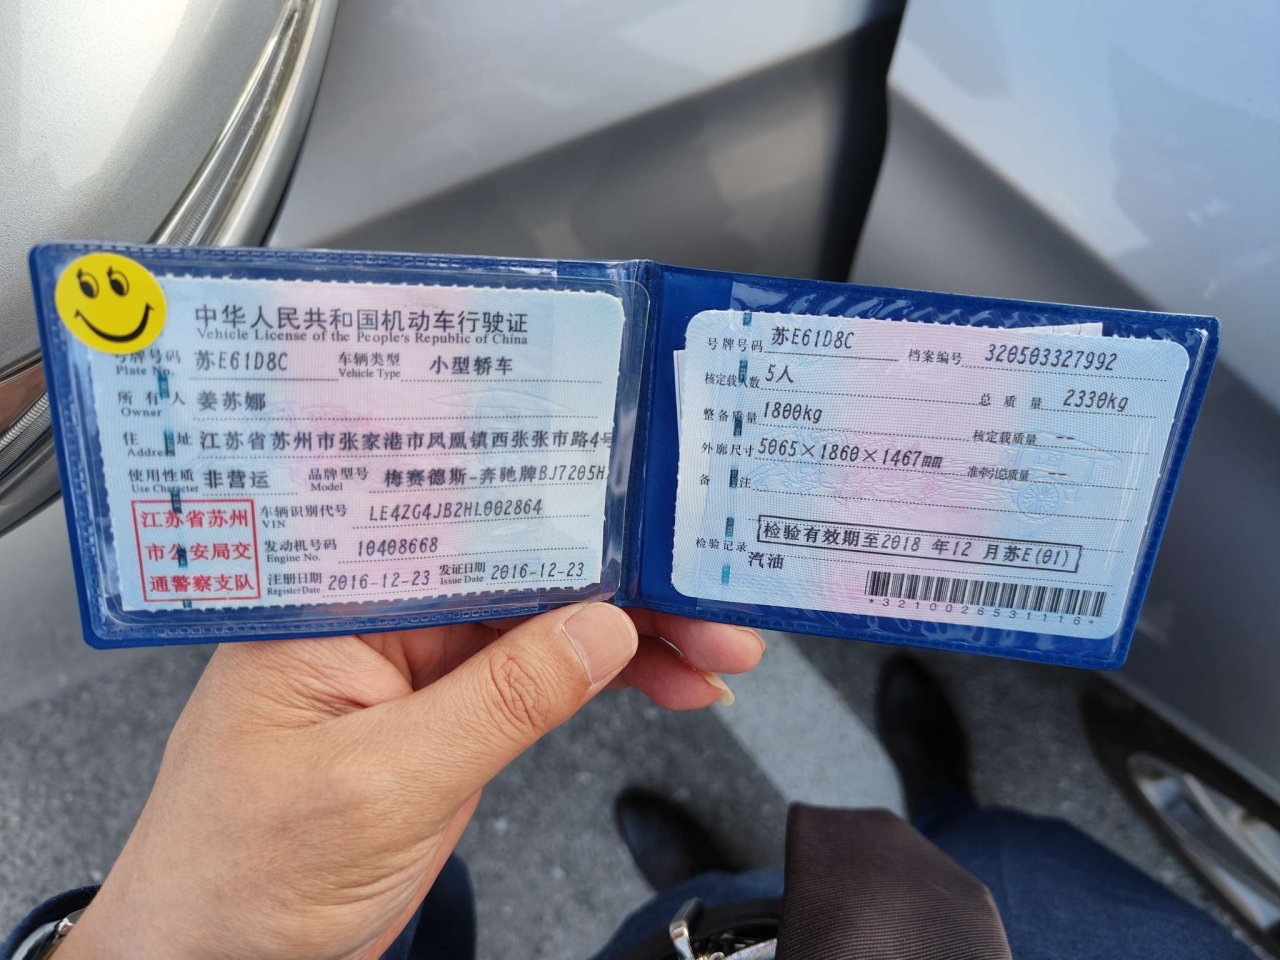 中华人民共和国机动车行驶证
Vehicle License of the People's Republic of China
号牌号码 苏E61D8C 车辆类型 小型轿车
Plate No. Vehicle Type
所有人 姜苏娜
Owner
住址 江苏省苏州市张家港市凤凰镇西张张市路4号
Address
使用性质 非营运 品牌型号 梅赛德斯-奔驰牌BJ7205H
Use Character Model
江苏省苏州
市公安局交
通警察支队
车辆识别代号 LE4ZG4JB2HL002864
VIN
发动机号码 10408668
Engine No.
注册日期 2016-12-23 发证日期 2016-12-23
Register Date Issue Date
号牌号码 苏E61D8C 档案编号 320503327992
核定载人数 5人 总质量 2330kg
整备质量 1800kg 核定载质量 --
外廓尺寸 5065×1860×1467mm 准牵引总质量 --
备注
检验有效期至2018 年12 月苏E(01)
检验记录 汽油
*3210026531116*